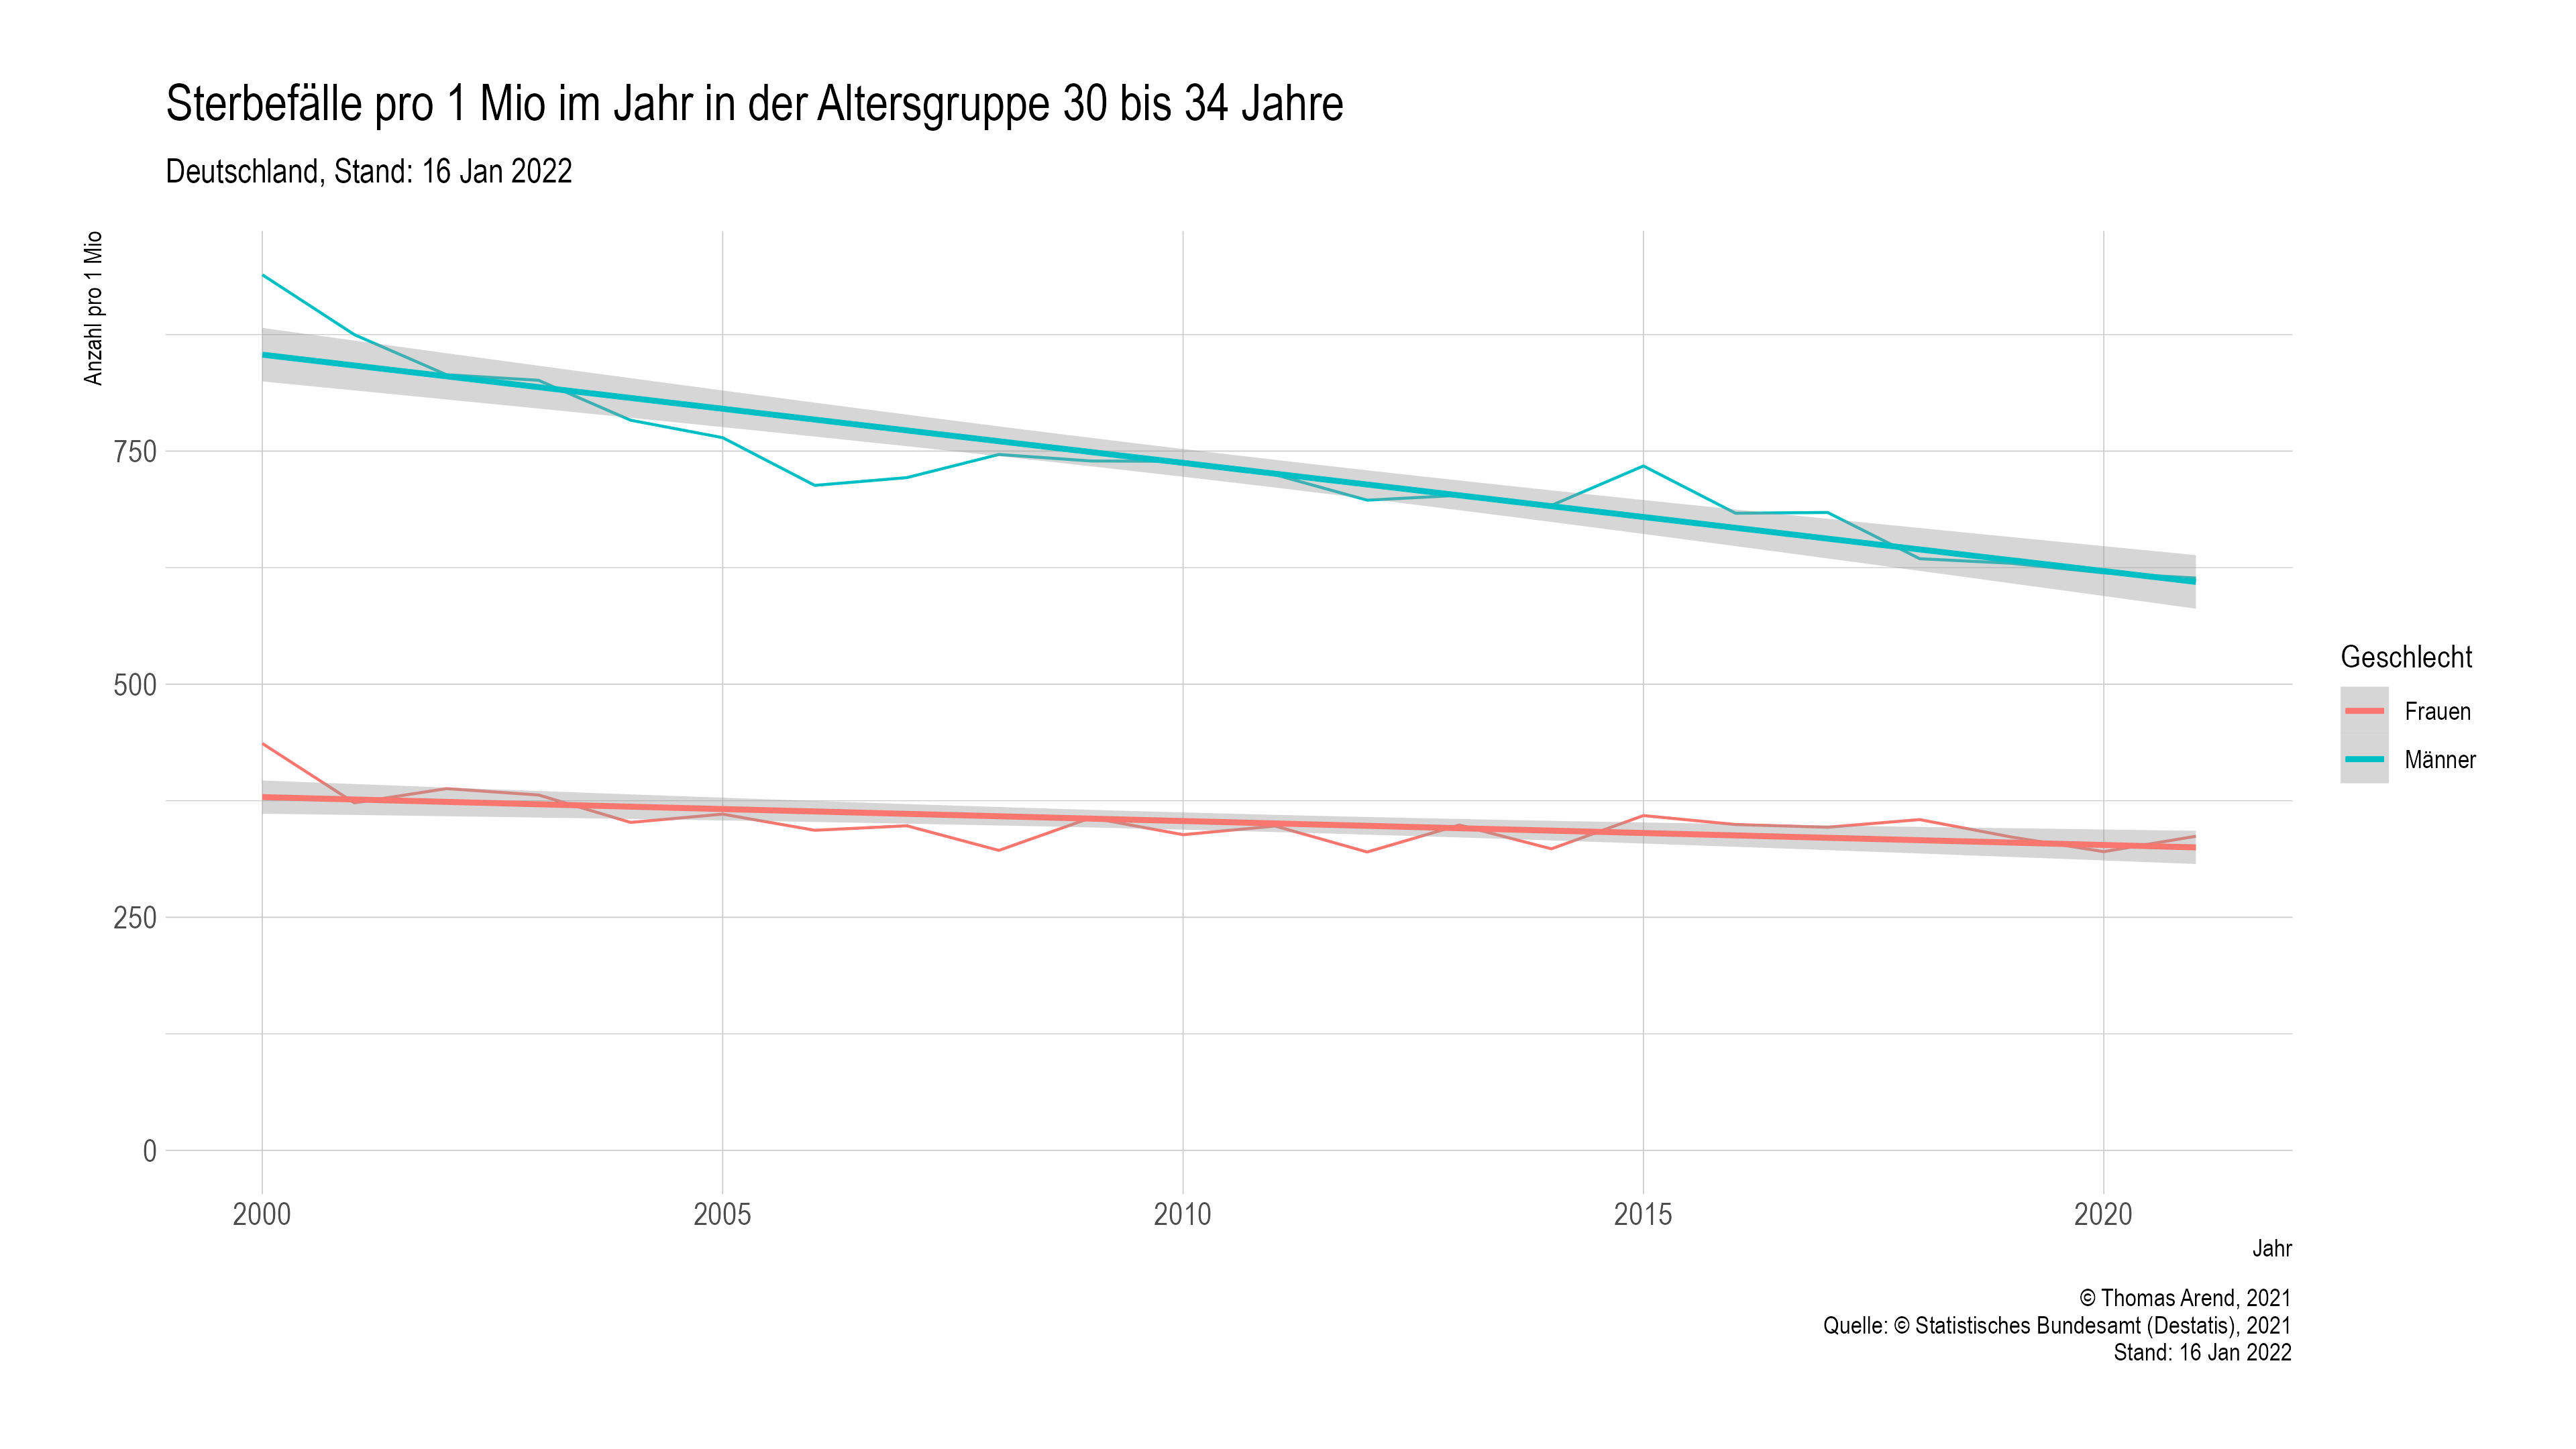 Sterbefälle pro 1 Mio im Jahr in der Altersgruppe 30 bis 34 Jahre
Deutschland, Stand: 16 Jan 2022
Anzahl pro 1 Mio
750
500
250
0
2000 2005 2010 2015 2020
Jahr
Geschlecht
Frauen
Männer
© Thomas Arend, 2021
Quelle: © Statistisches Bundesamt (Destatis), 2021
Stand: 16 Jan 2022